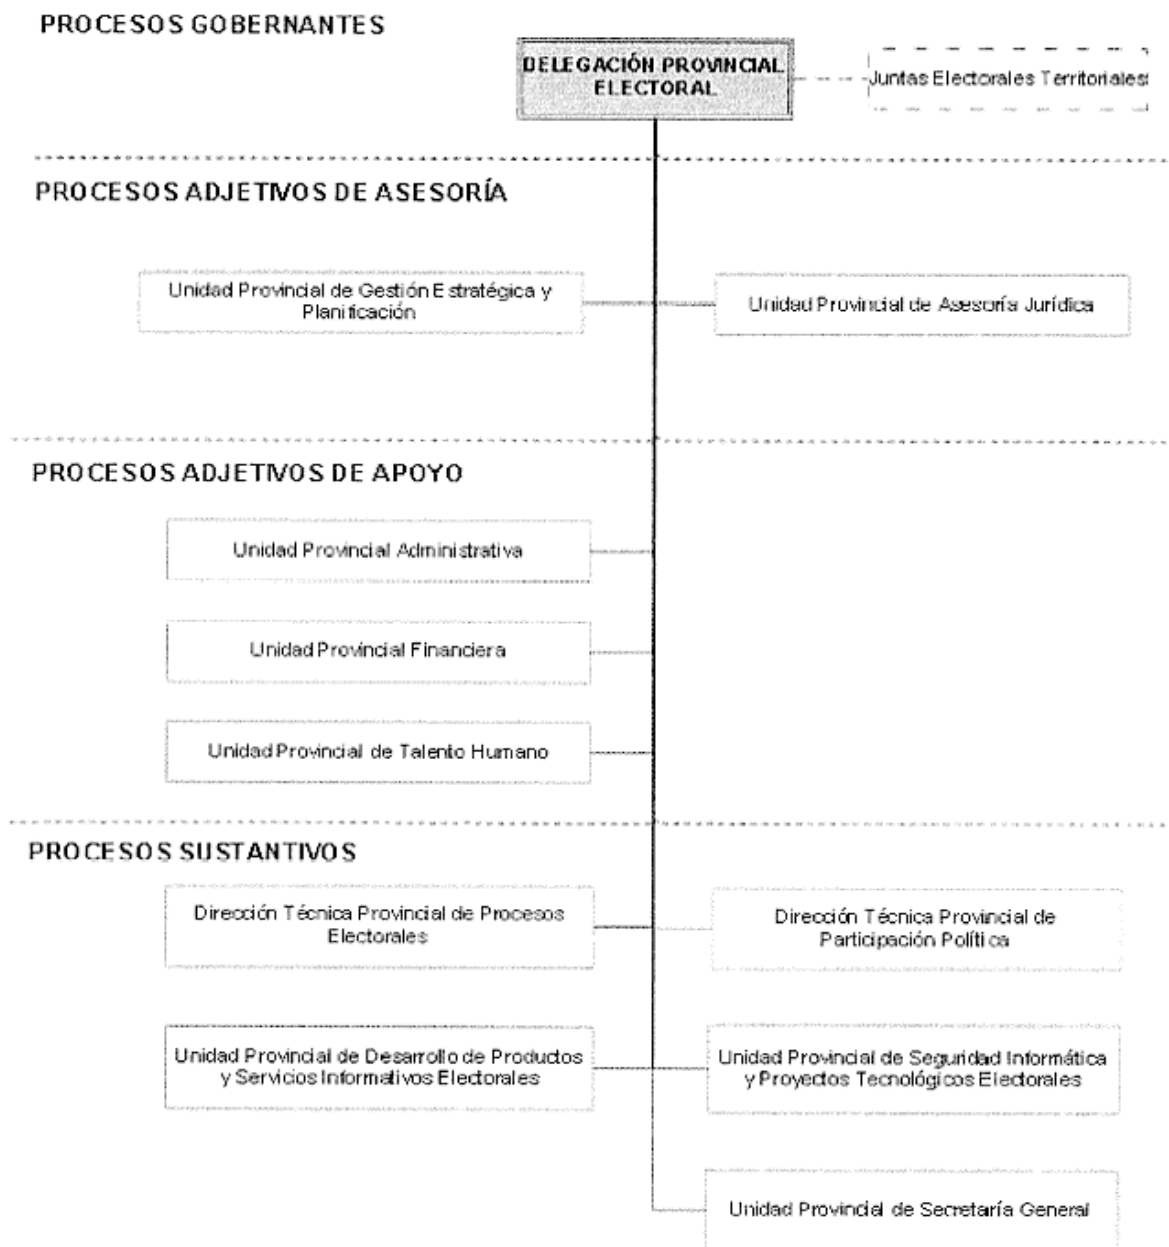 PROCESOS GOBERNANTES
DELEGACIÓN PROVINCIAL
ELECTORAL
Juntas Electorales Territoriales
PROCESOS ADJETIVOS DE ASESORÍA
Unidad Provincial de Gestión Estratégica y
Planificación
Unidad Provincial de Asesoría Jurídica
PROCESOS ADJETIVOS DE APOYO
Unidad Provincial Administrativa
Unidad Provincial Financiera
Unidad Provincial de Talento Humano
PROCESOS SUSTANTIVOS
Dirección Técnica Provincial de Procesos
Electorales
Dirección Técnica Provincial de
Participación Política
Unidad Provincial de Desarrollo de Productos
y Servicios Informativos Electorales
Unidad Provincial de Seguridad Informática
y Proyectos Tecnológicos Electorales
Unidad Provincial de Secretaría General